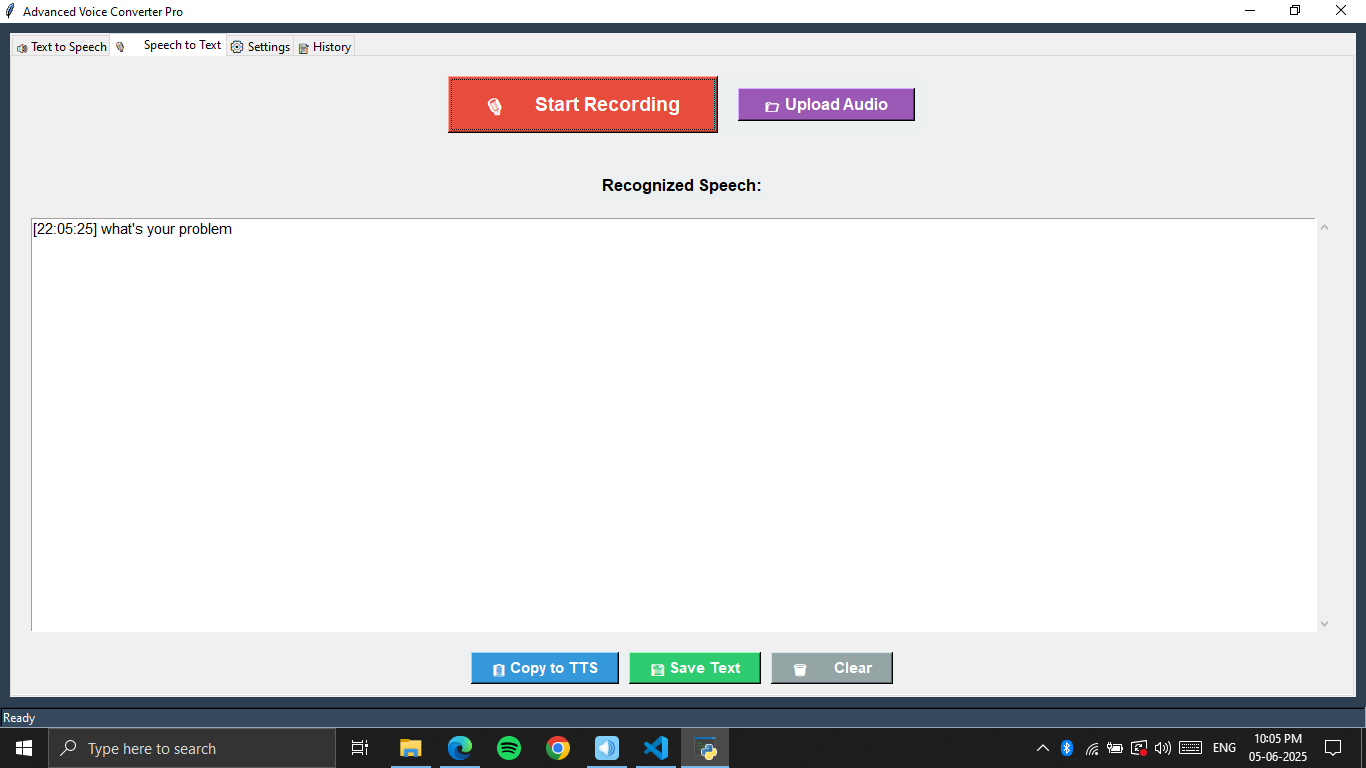 Advanced Voice Converter Pro
Text to Speech
Speech to Text
Settings
History
Start Recording
Upload Audio
Recognized Speech:
[22:05:25] what's your problem
Copy to TTS
Save Text
Clear
Ready
Type here to search
ENG
10:05 PM
05-06-2025